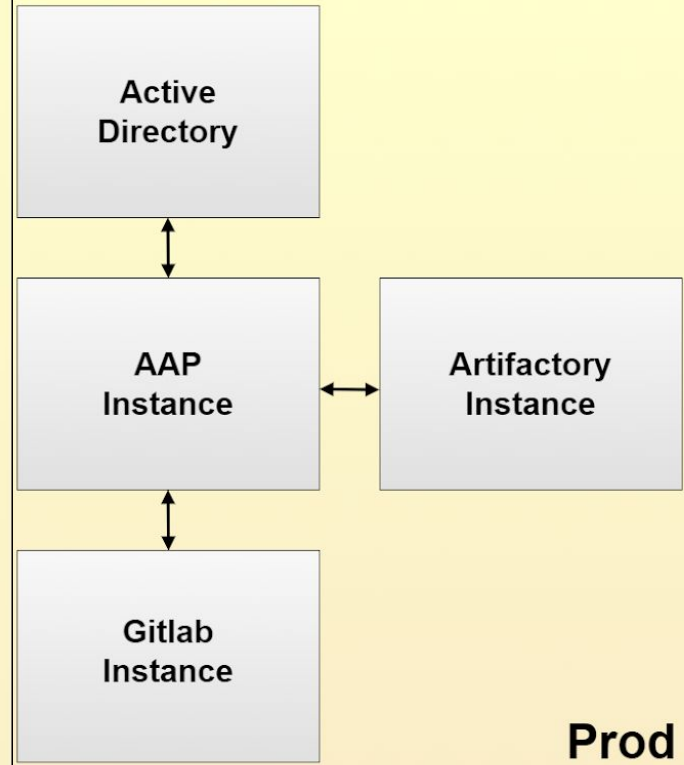 Active
Directory
AAP
Instance
Artifactory
Instance
Gitlab
Instance
Prod